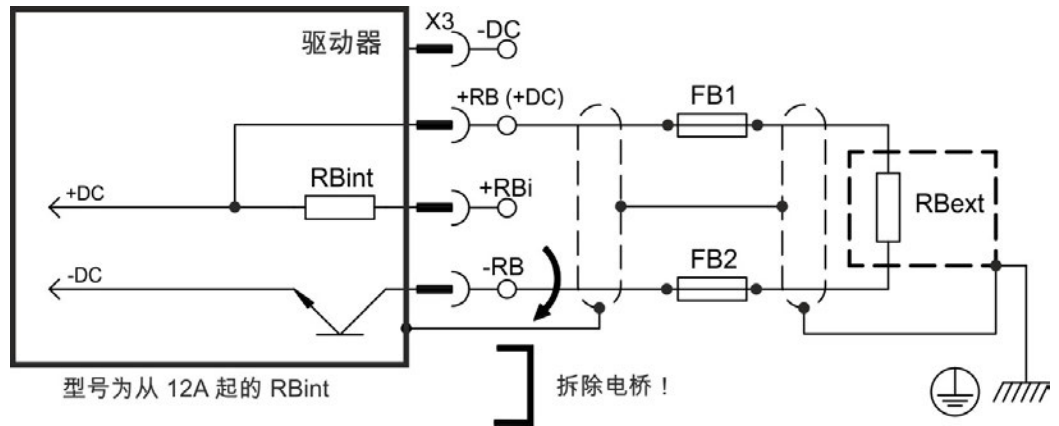 驱动器
X3
-DC
+RB (+DC)
FB1
+DC
RBint
+RBi
RBext
-DC
-RB
FB2
型号为从 12A 起的 RBint
拆除电桥！